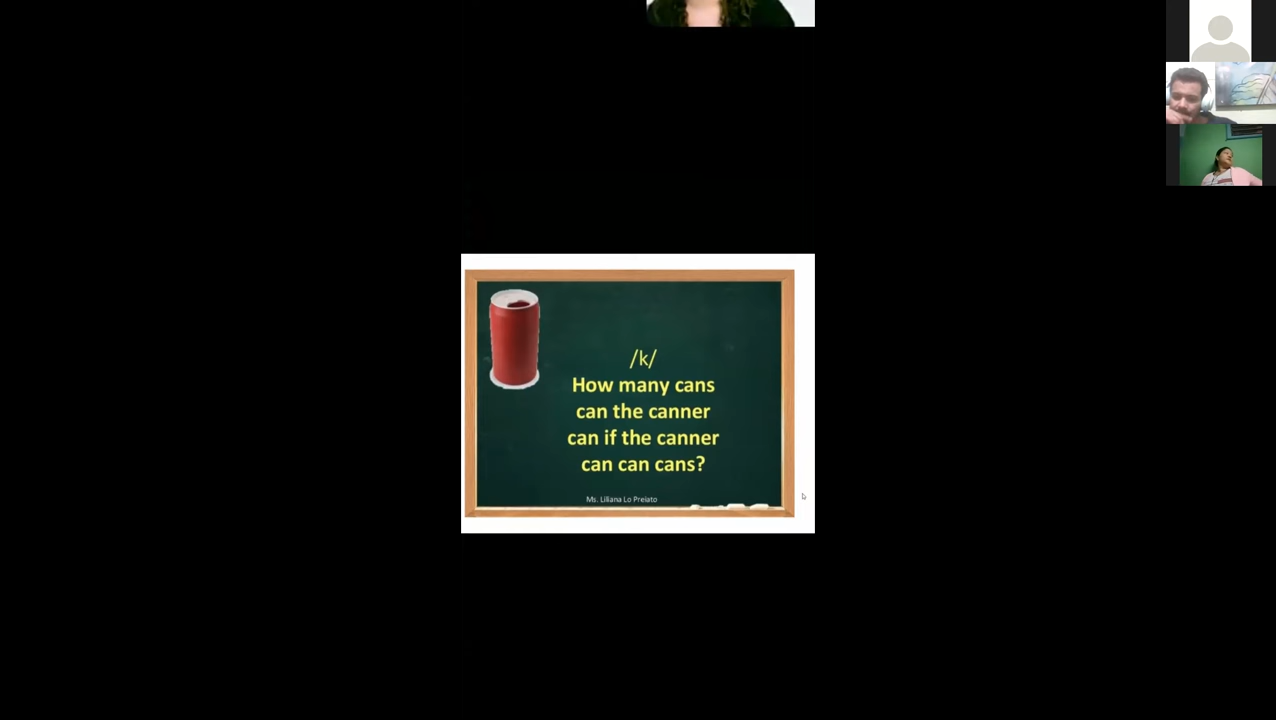 /k/
How many cans
can the canner
can if the canner
can can cans?
Ms. Liliana Lo Preiato